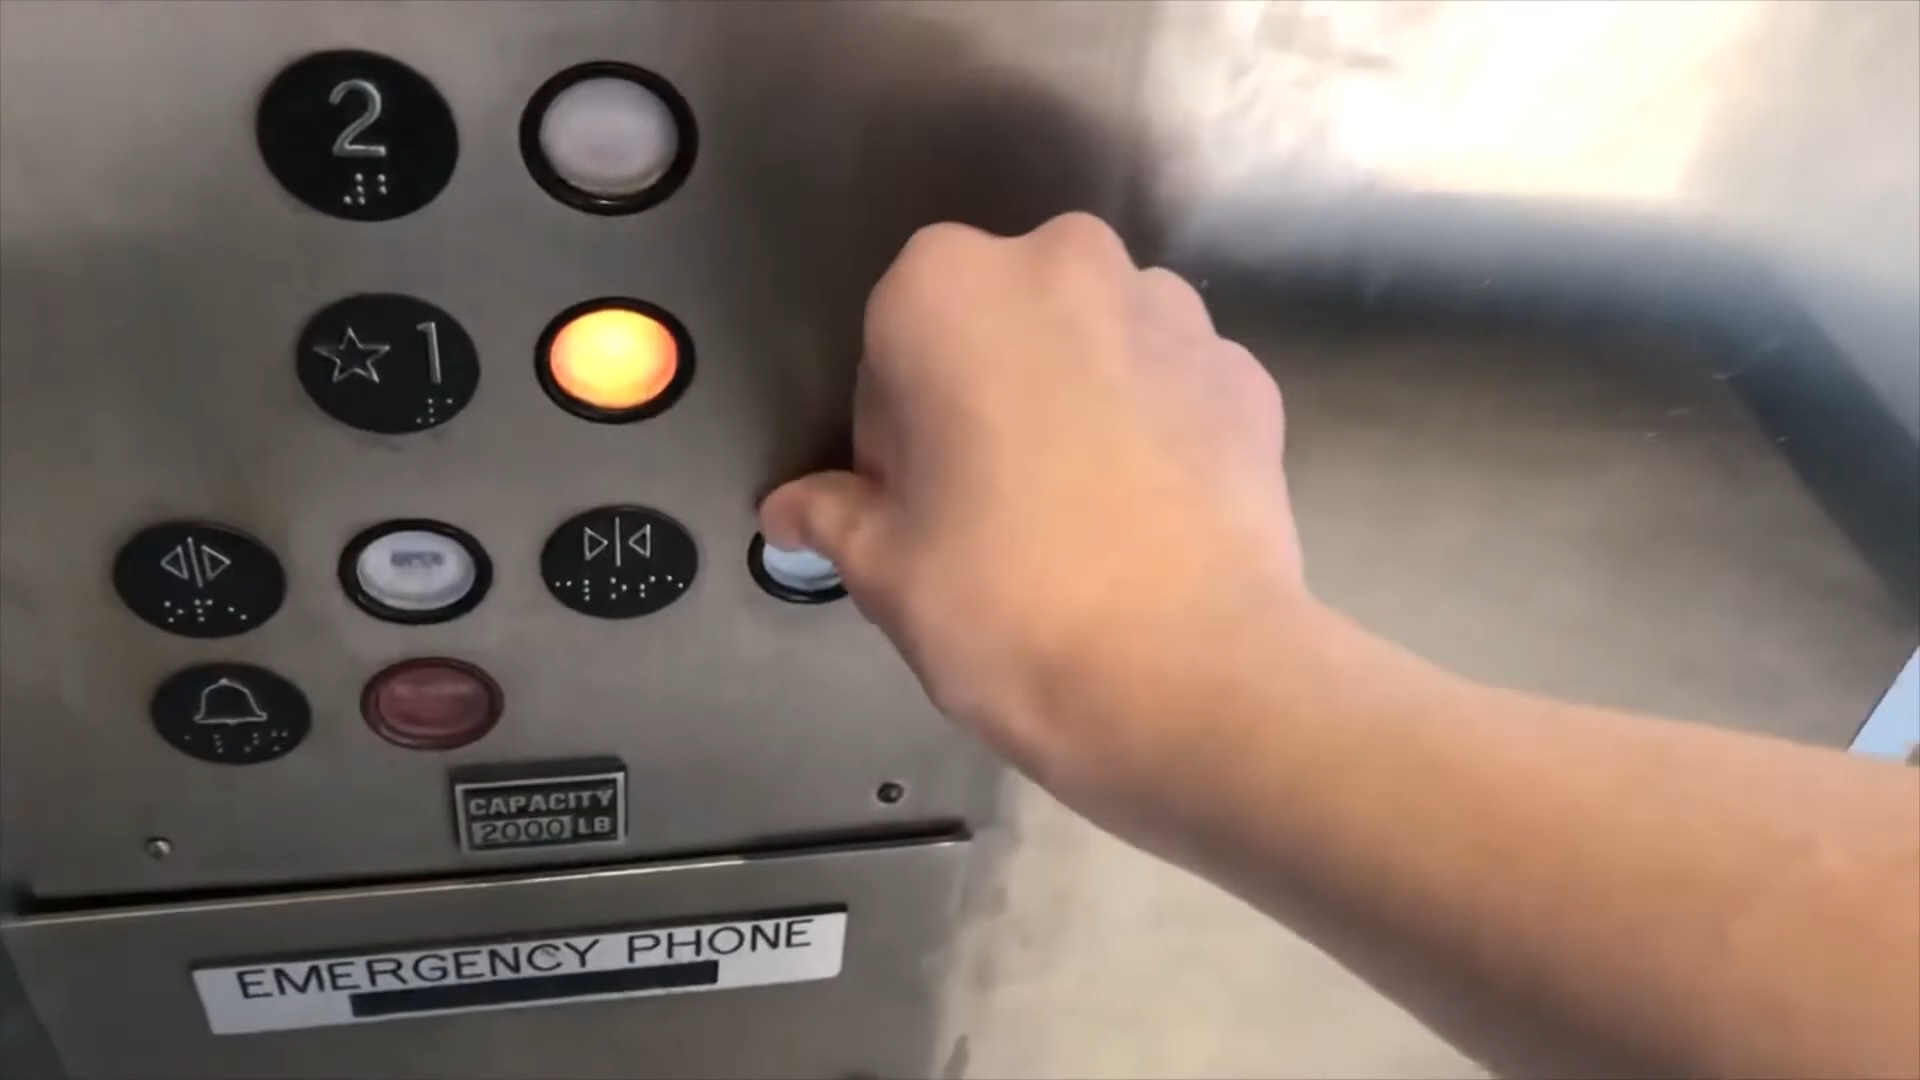 2
☆ 1
CAPACITY
2000 LB
EMERGENCY PHONE